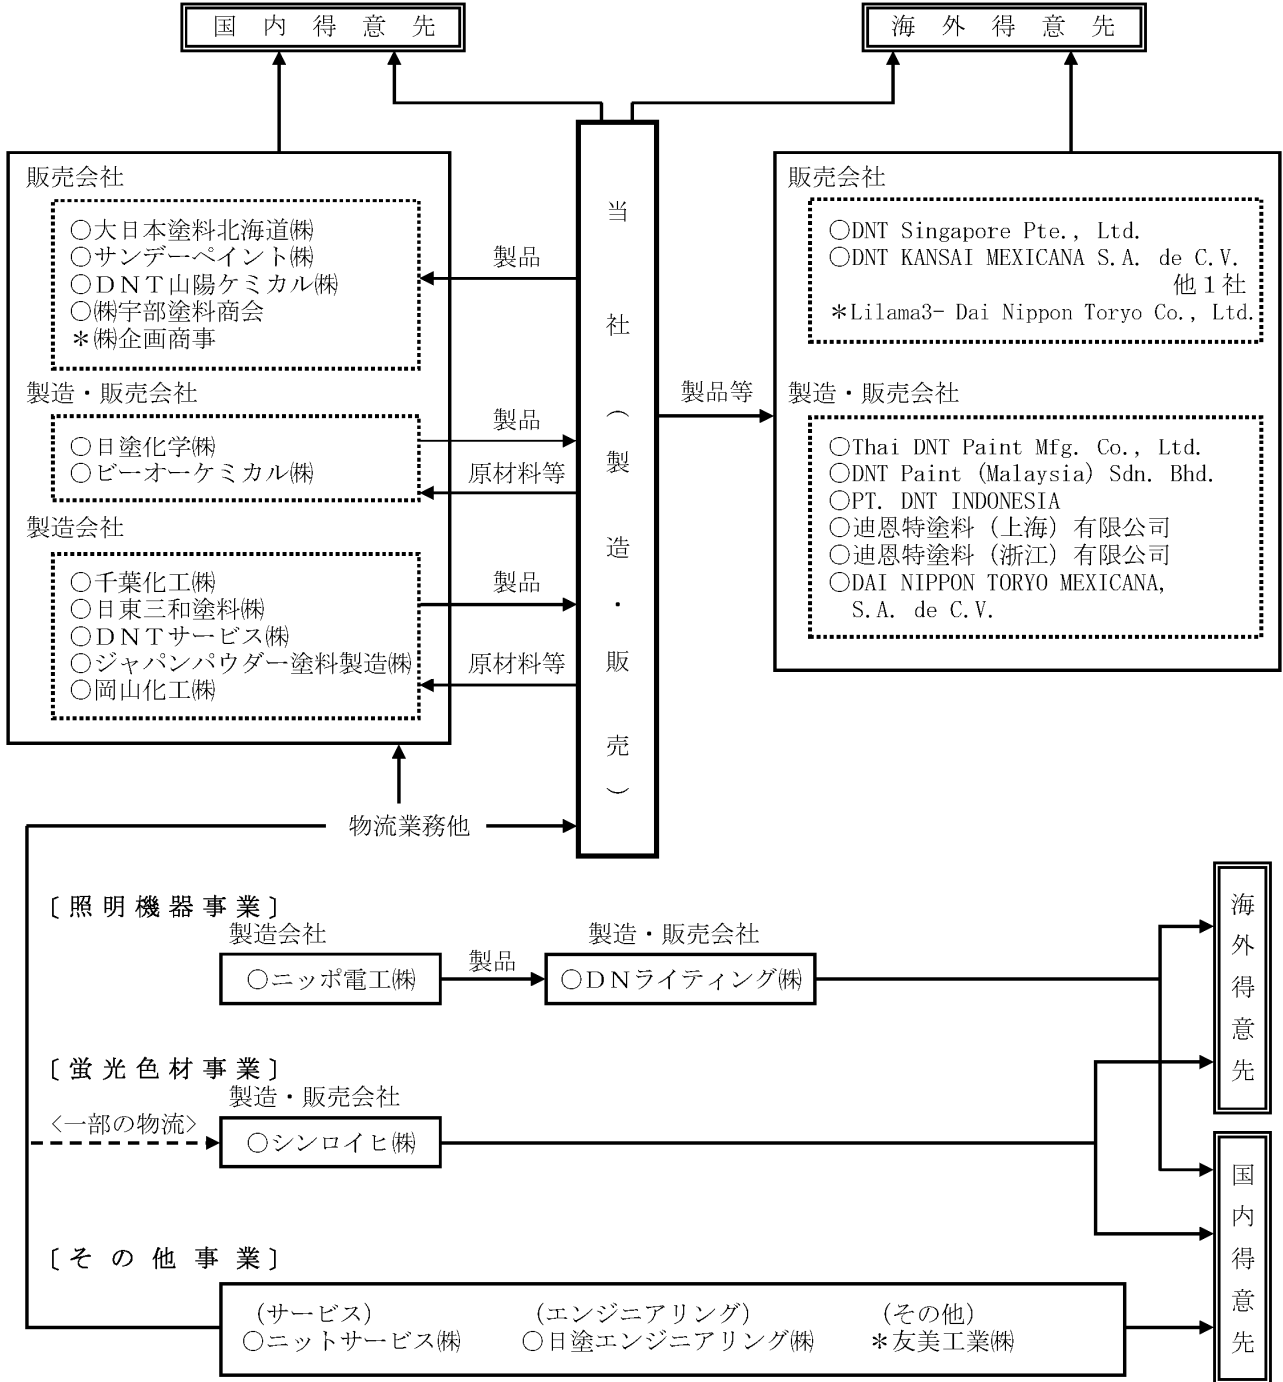 国内得意先
海外得意先
販売会社
○大日本塗料北海道㈱
○サンデーペイント㈱
○ＤＮＴ山陽ケミカル㈱
○㈱宇部塗料商会
＊㈱企画商事
製造・販売会社
○日塗化学㈱
○ビーオーケミカル㈱
製造会社
○千葉化工㈱
○日東三和塗料㈱
○ＤＮＴサービス㈱
○ジャパンパウダー塗料製造㈱
○岡山化工㈱
製品
製品
原材料等
製品
原材料等
当社（製造・販売）
製品等
販売会社
○DNT Singapore Pte., Ltd.
○DNT KANSAI MEXICANA S.A. de C.V.
他１社
＊Lilama3- Dai Nippon Toryo Co., Ltd.
製造・販売会社
○Thai DNT Paint Mfg. Co., Ltd.
○DNT Paint (Malaysia) Sdn. Bhd.
○PT. DNT INDONESIA
○迪恩特塗料（上海）有限公司
○迪恩特塗料（浙江）有限公司
○DAI NIPPON TORYO MEXICANA,
S.A. de C.V.
物流業務他
〔照明機器事業〕
製造会社
○ニッポ電工㈱
製品
製造・販売会社
○ＤＮライティング㈱
海外得意先
〔蛍光色材事業〕
製造・販売会社
<一部の物流>
○シンロイヒ㈱
国内得意先
〔その他事業〕
（サービス）
○ニットサービス㈱
（エンジニアリング）
○日塗エンジニアリング㈱
（その他）
＊友美工業㈱